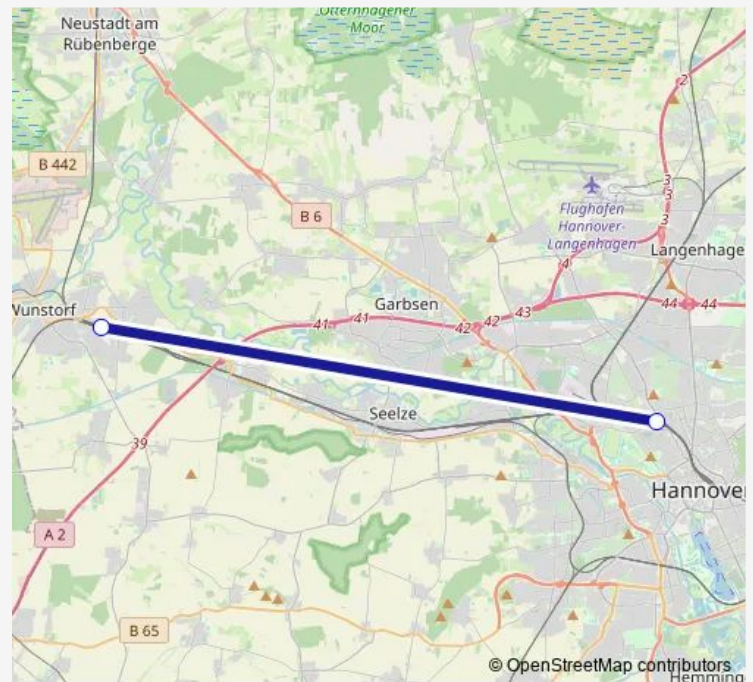 Otternhagener
Moor
Neustadt am
Rübenberge
2
B 442
3
3
3
B 6
Flughafen
Hannover-
Langenhagen
Langenhage
4
Wunstorf
Garbsen
41
41
42
42
43
44
44
Seelze
39
Hannover
A 2
B 65
© OpenStreetMap contributors
Hemming